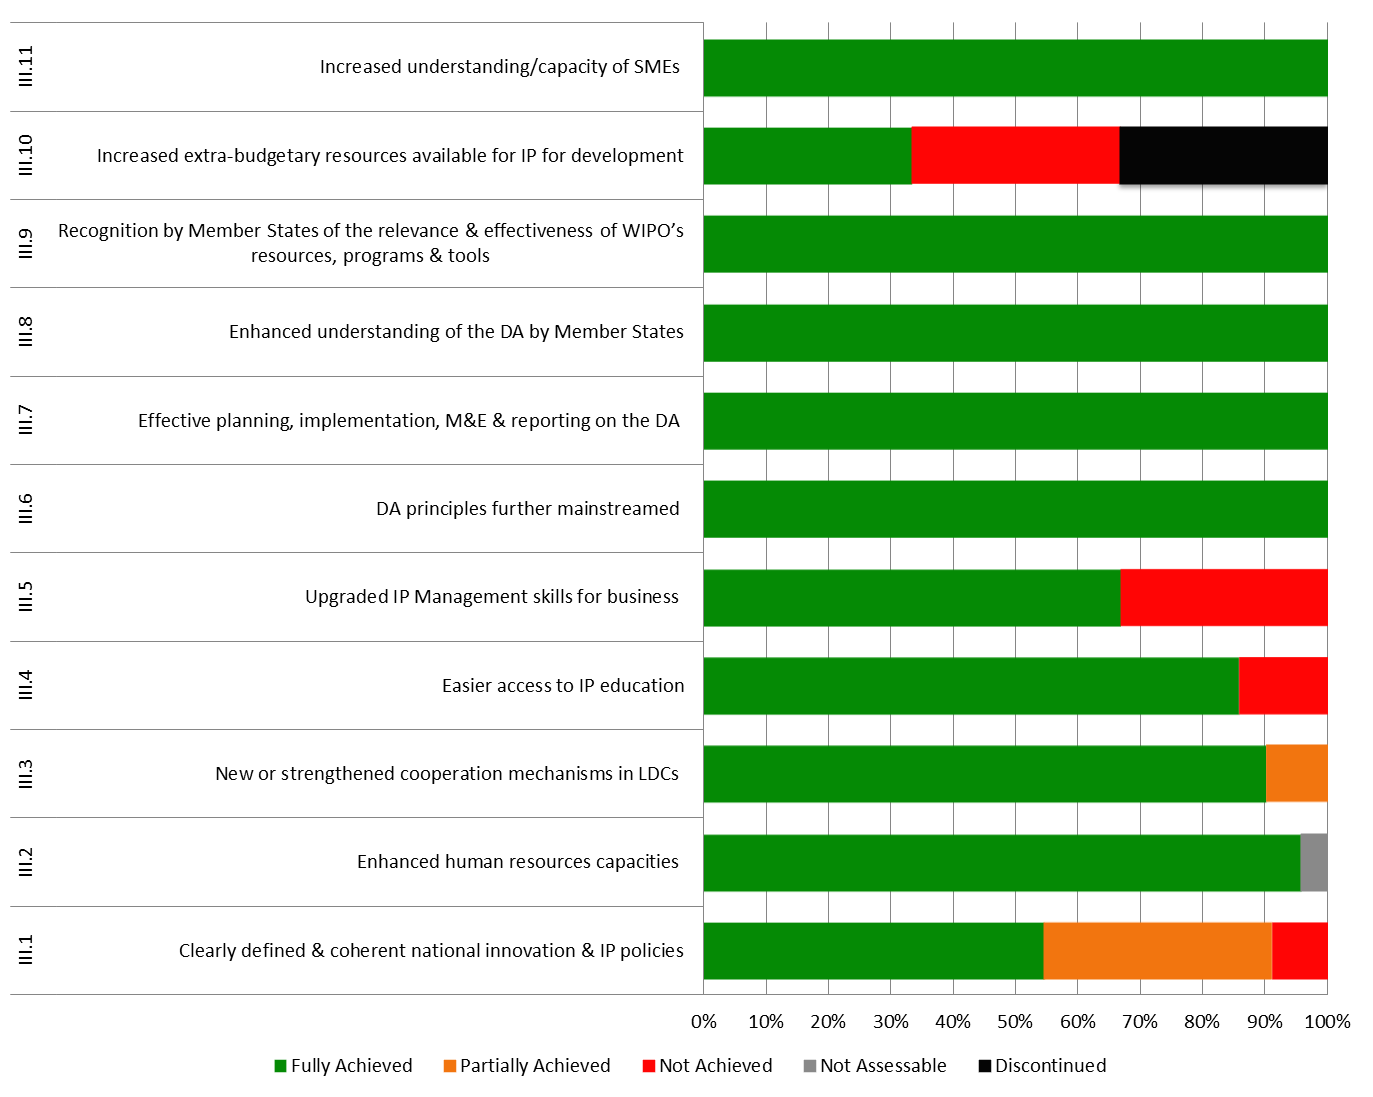 III.11
Increased understanding/capacity of SMEs
III.10
Increased extra-budgetary resources available for IP for development
III.9
Recognition by Member States of the relevance & effectiveness of WIPO’s
resources, programs & tools
III.8
Enhanced understanding of the DA by Member States
III.7
Effective planning, implementation, M&E & reporting on the DA
III.6
DA principles further mainstreamed
III.5
Upgraded IP Management skills for business
III.4
Easier access to IP education
III.3
New or strengthened cooperation mechanisms in LDCs
III.2
Enhanced human resources capacities
III.1
Clearly defined & coherent national innovation & IP policies
0% 10% 20% 30% 40% 50% 60% 70% 80% 90% 100%
Fully Achieved Partially Achieved Not Achieved Not Assessable Discontinued